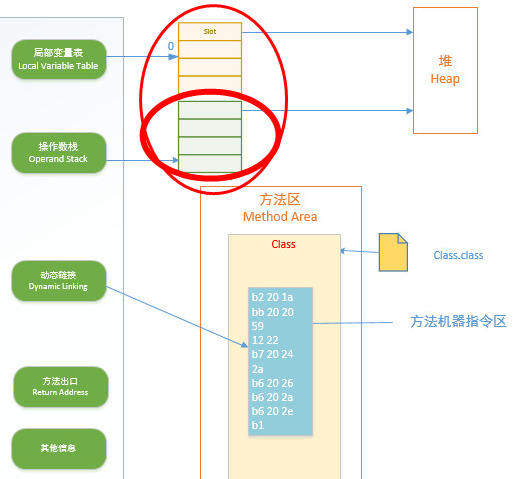 局部变量表
Local Variable Table
0
Slot
堆
Heap
操作数栈
Operand Stack
方法区
Method Area
Class
Class.class
动态链接
Dynamic Linking
b2 20 1a
bb 20 20
59
12 22
b7 20 24
2a
b6 20 26
b6 20 2a
b6 20 2e
b1
方法机器指令区
方法出口
Return Address
其他信息